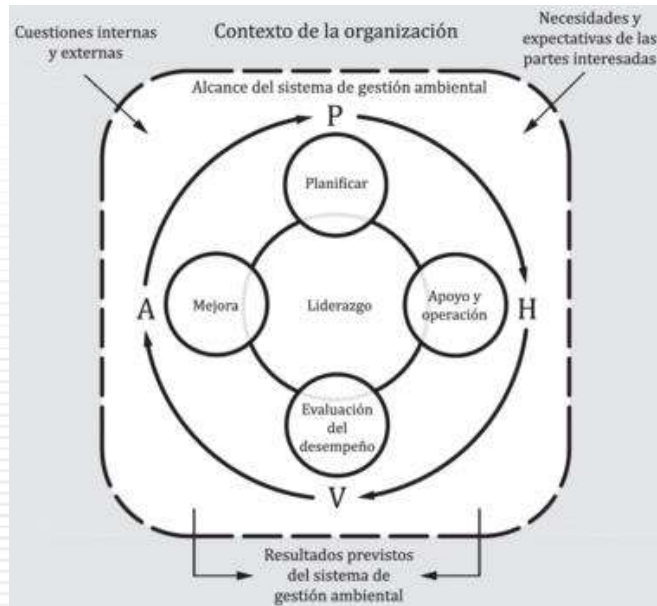 Cuestiones internas
y externas
Contexto de la organización
Necesidades y
expectativas de las
partes interesadas
Alcance del sistema de gestión ambiental
P
Planificar
A
Mejora
Liderazgo
Apoyo y
operación
H
Evaluación
del
desempeño
V
Resultados previstos
del sistema de
gestión ambiental